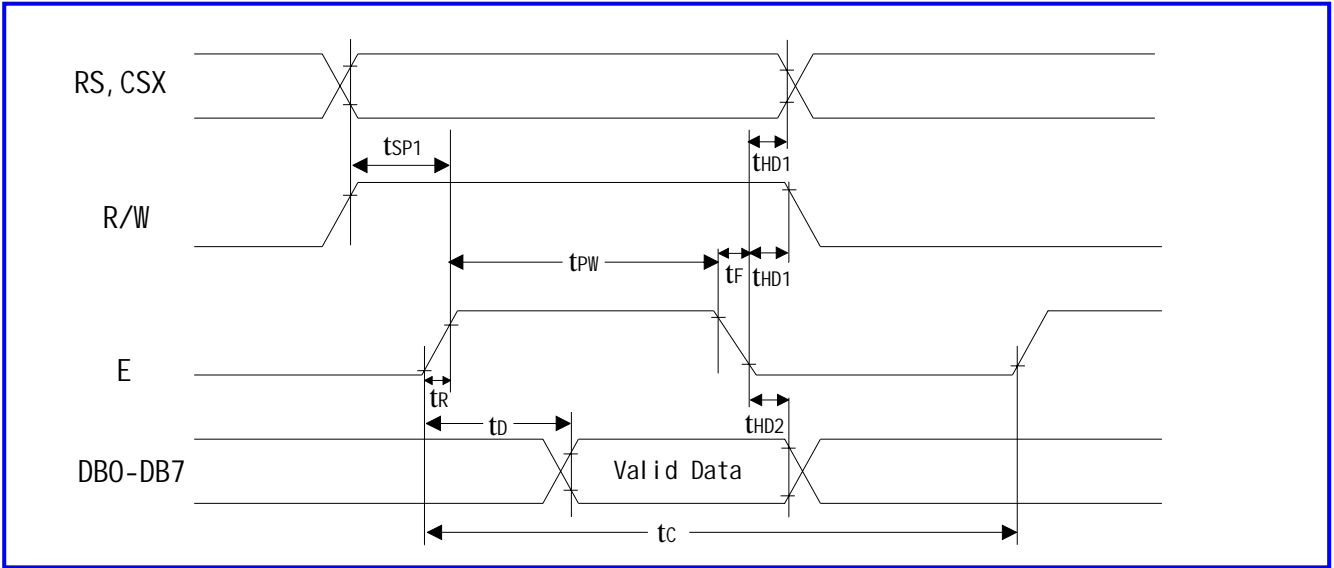 RS,CSX
tSP1
tHD1
R/W
tPW
tF
tHD1
E
tR
tD
tHD2
DB0-DB7
Valid Data
tC